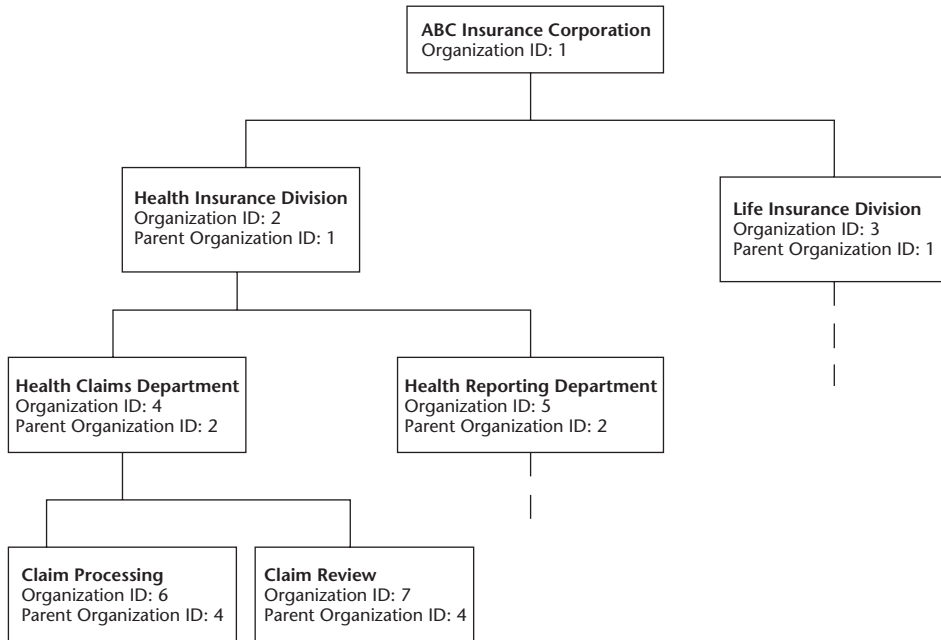 ABC Insurance Corporation
Organization ID: 1
Health Insurance Division
Organization ID: 2
Parent Organization ID: 1
Life Insurance Division
Organization ID: 3
Parent Organization ID: 1
Health Claims Department
Organization ID: 4
Parent Organization ID: 2
Health Reporting Department
Organization ID: 5
Parent Organization ID: 2
Claim Processing
Organization ID: 6
Parent Organization ID: 4
Claim Review
Organization ID: 7
Parent Organization ID: 4